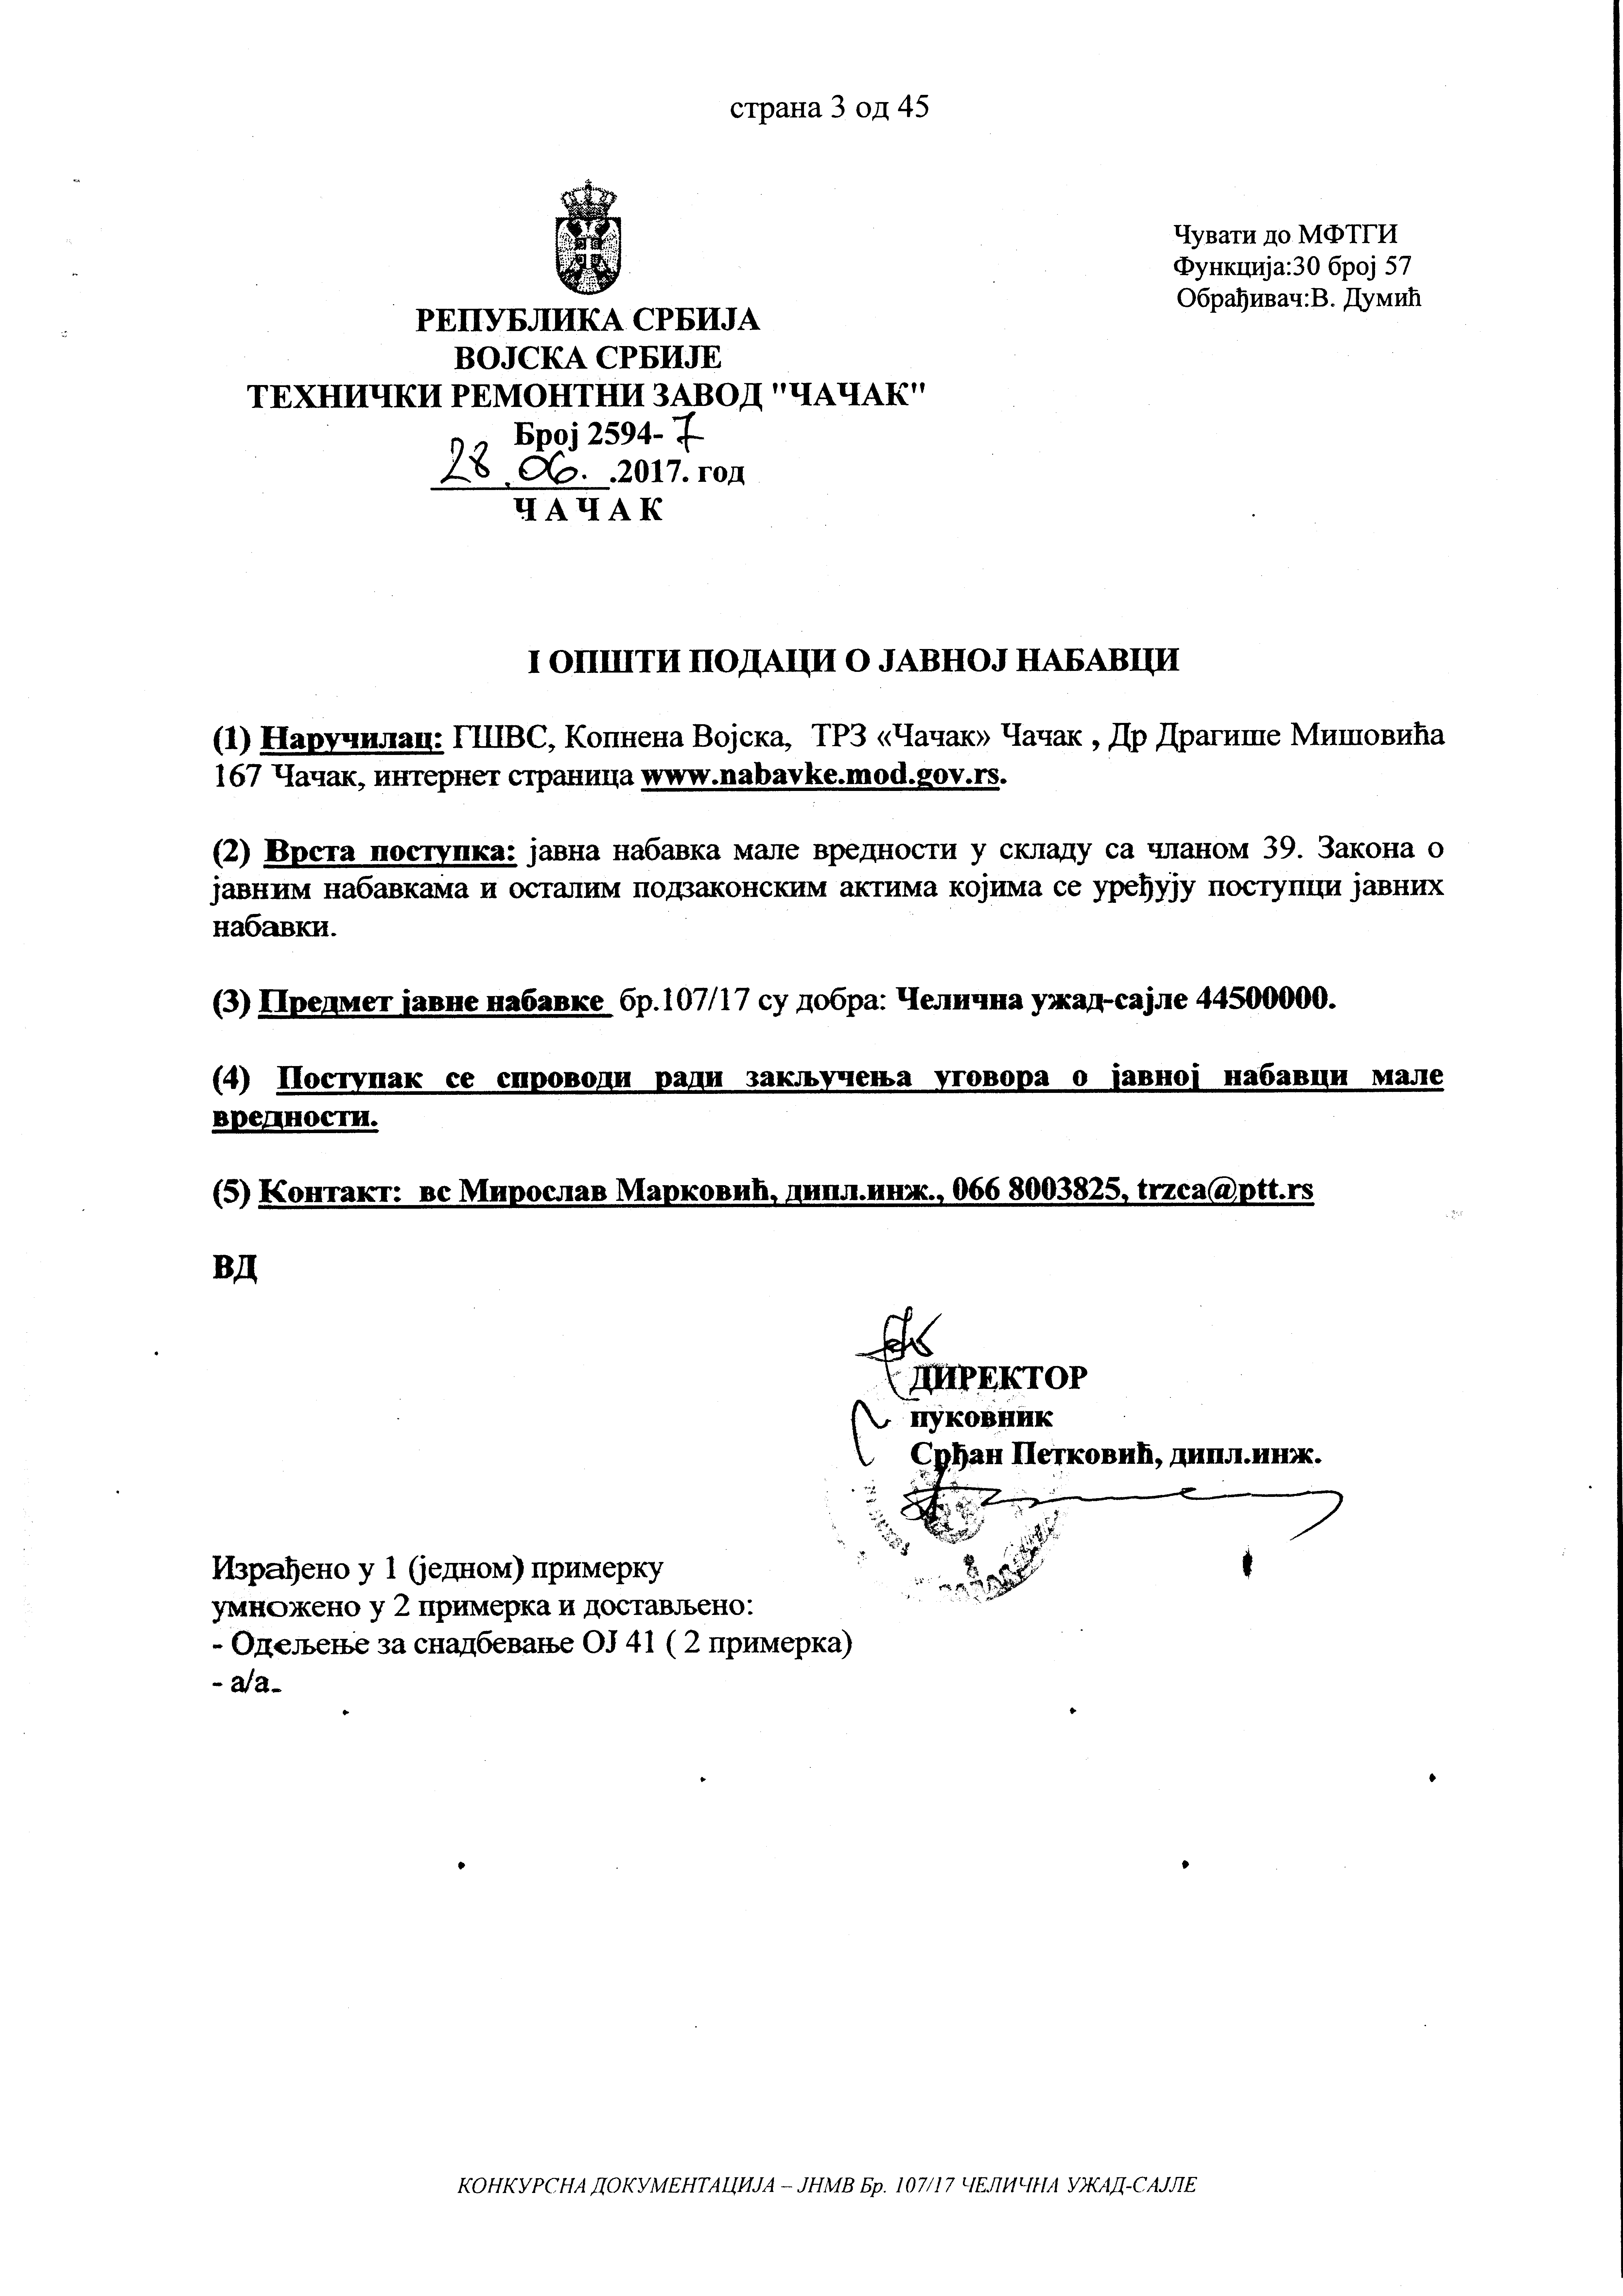 страна 3 од 45
Чувати до МФТГИ
Функција:30 број 57
Обрађивач:В. Думић
РЕПУБЛИКА СРБИЈА
ВОЈСКА СРБИЈЕ
ТЕХНИЧКИ РЕМОНТНИ ЗАВОД "ЧАЧАК"
Број 2594- 7
28.06. .2017. год
Ч А Ч А К
I ОПШТИ ПОДАЦИ О ЈАВНОЈ НАБАВЦИ
(1) Наручилац: ГШВС, Копнена Војска, ТРЗ «Чачак» Чачак , Др Драгише Мишовића
167 Чачак, интернет страница www.nabavke.mod.gov.rs.
(2) Врста поступка: јавна набавка мале вредности у складу са чланом 39. Закона о
јавним набавкама и осталим подзаконским актима којима се уређују поступци јавних
набавки.
(3) Предмет јавне набавке бр.107/17 су добра: Челична ужад-сајле 44500000.
(4) Поступак се спроводи ради закључења уговора о јавној набавци мале
вредности.
(5) Контакт: вс Мирослав Марковић, дипл.инж., 066 8003825, trzca@ptt.rs
ВД
ДИРЕКТОР
пуковник
Срђан Петковић, дипл.инж.
Израђено у 1 (једном) примерку
умножено у 2 примерка и достављено:
- Одељење за снадбевање ОЈ 41 ( 2 примерка)
- а/а.
КОНКУРСНА ДОКУМЕНТАЦИЈА – ЈНМВ Бр. 107/17 ЧЕЛИЧНА УЖАД-САЈЛЕ